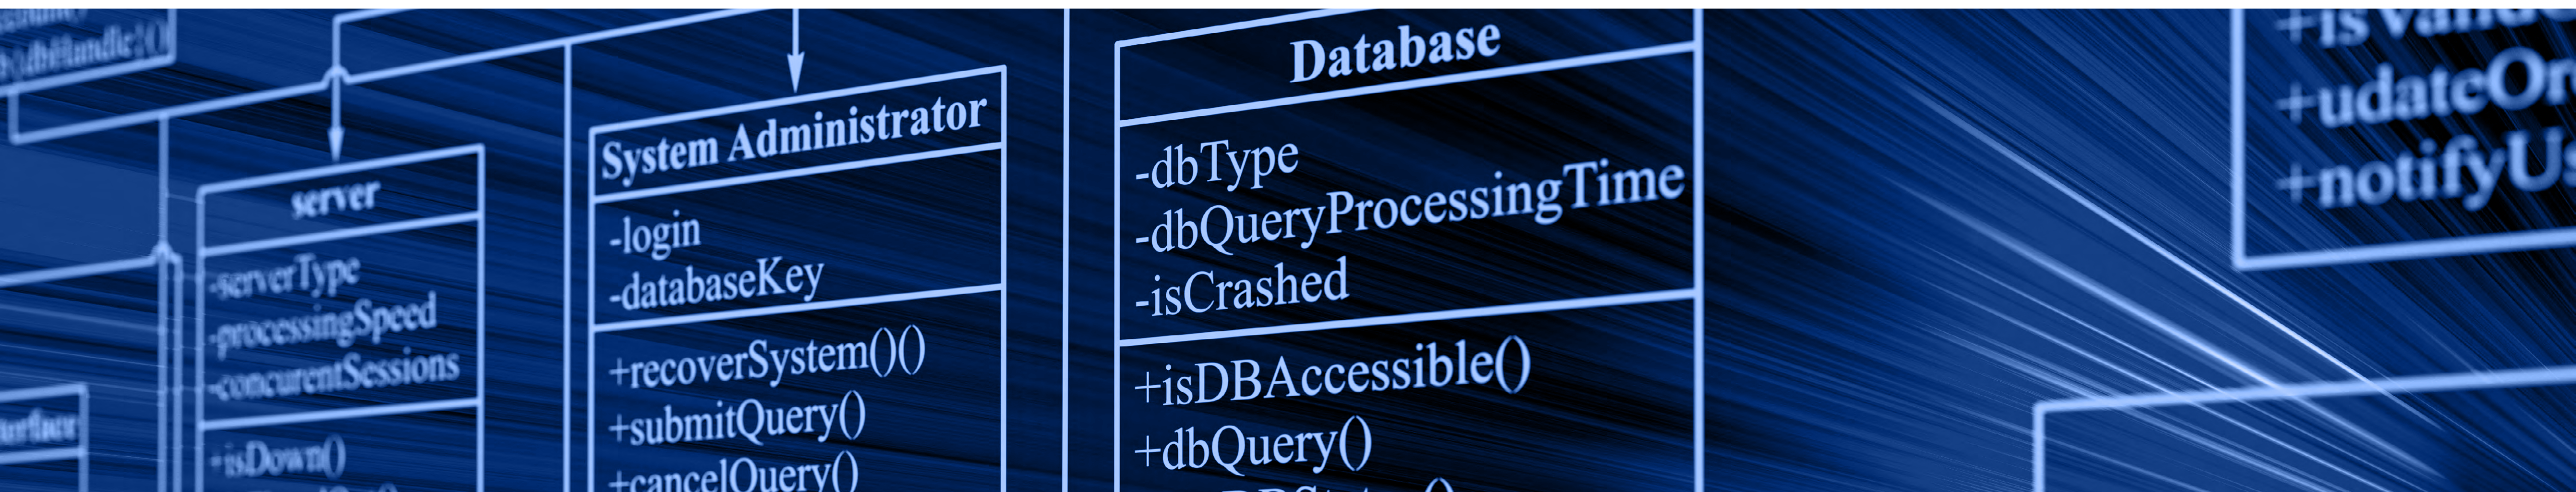 server
-serverType
-processingSpeed
-concurentSessions
+isDown()
System Administrator
-login
-databaseKey
+recoverSystem()()
+submitQuery()
+cancelQuery()
Database
-dbType
-dbQueryProcessingTime
-isCrashed
+isDBAccessible()
+dbQuery()
+udateOr
+notifyUs